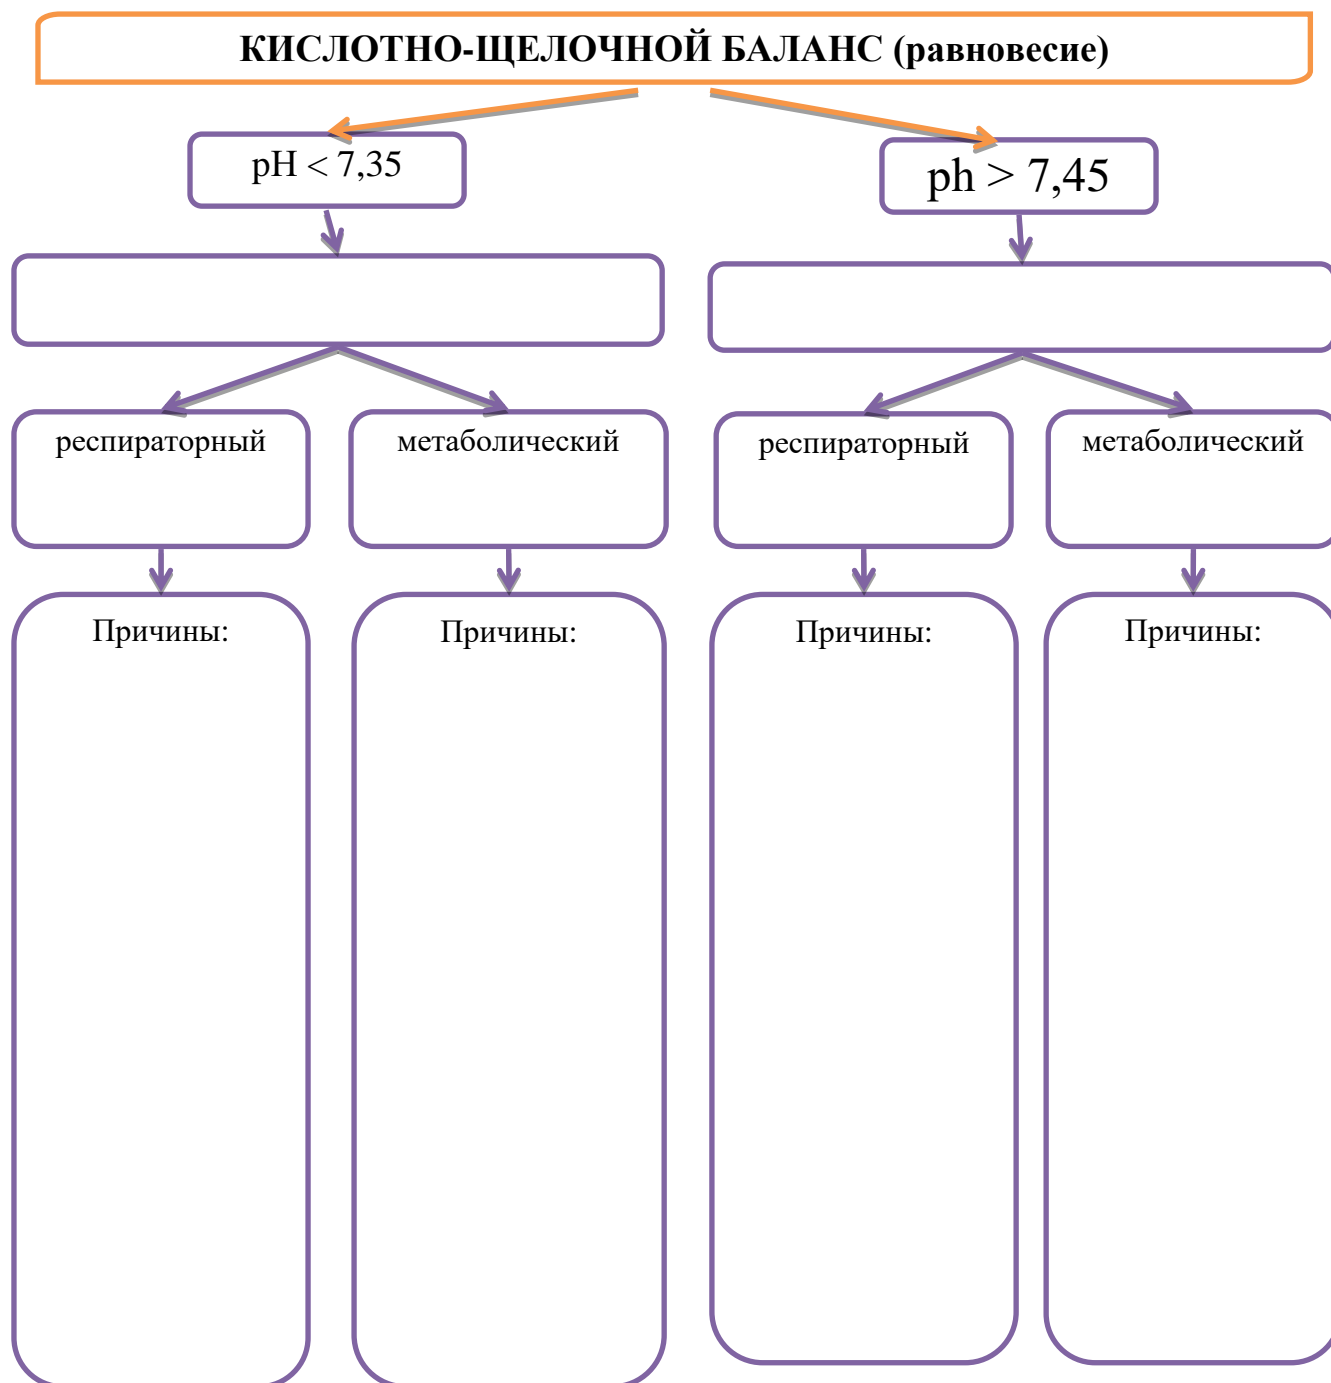 КИСЛОТНО-ЩЕЛОЧНОЙ БАЛАНС (равновесие)
pH < 7,35
ph > 7,45
респираторный
метаболический
респираторный
метаболический
Причины:
Причины:
Причины:
Причины: